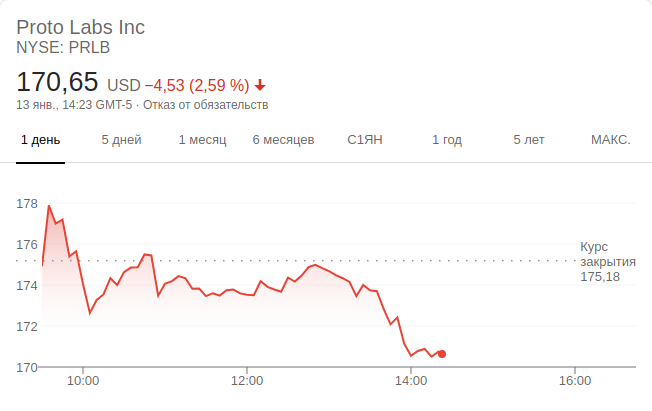 Proto Labs Inc
NYSE: PRLB
170,65 USD −4,53 (2,59 %)
13 янв., 14:23 GMT-5 · Отказ от обязательств
1 день 5 дней 1 месяц 6 месяцев С1ЯН 1 год 5 лет МАКС.
178
176
174
172
170
Курс
закрытия
175,18
10:00 12:00 14:00 16:00